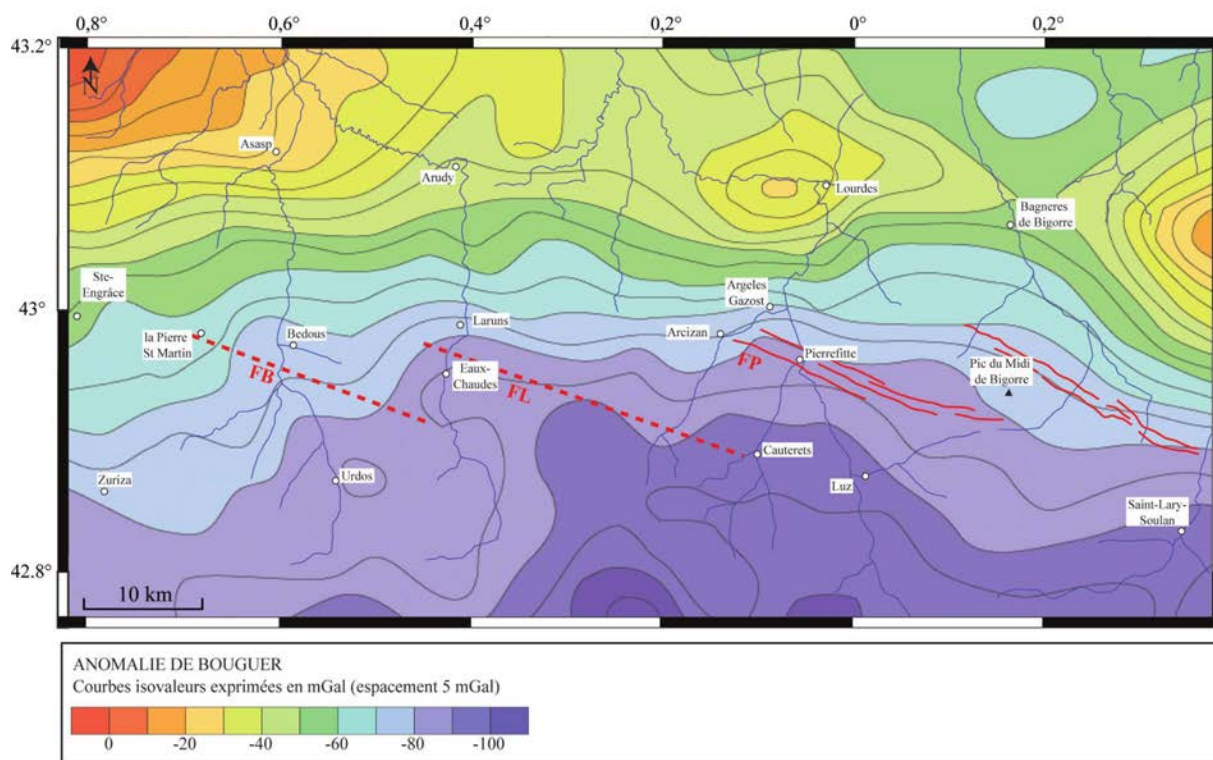 0,8° 0,6° 0,4° 0,2° 0° 0,2°
43.2°
N
Asasp
Arudy
Lourdes
Bagneres
de Bigorre
Ste-
Engrâce
43°
Argeles
Gazost
la Pierre
St Martin
Bedous
Laruns
Arcizan
Pierrefitte
FB
Eaux-
Chaudes
FL
FP
Pic du Midi
de Bigorre
Zuriza
Urdos
Cauterets
Luz
Saint-Lary-
Soulan
42.8°
10 km
ANOMALIE DE BOUGUER
Courbes isovaleurs exprimées en mGal (espacement 5 mGal)
0 -20 -40 -60 -80 -100